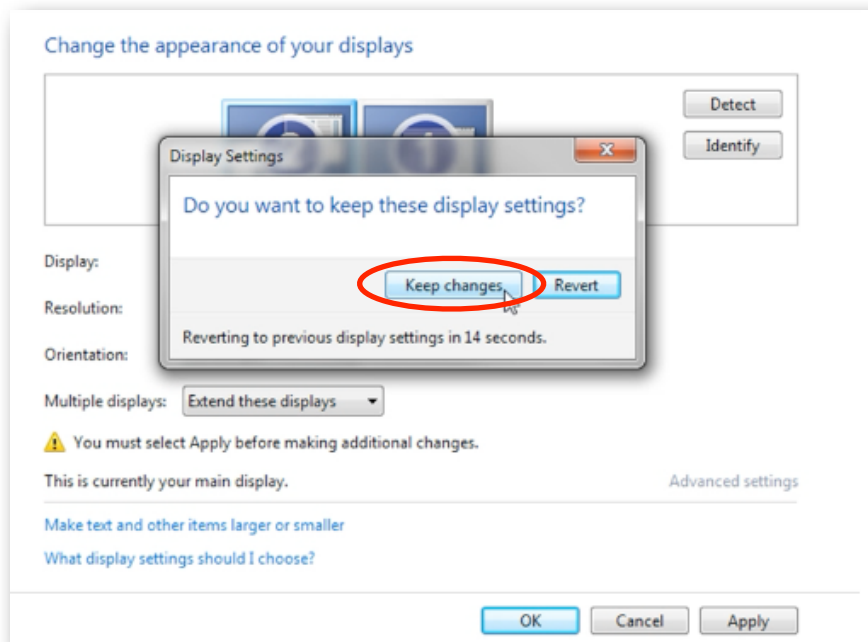 Change the appearance of your displays
Detect
Identify
Display Settings
Do you want to keep these display settings?
Keep changes
Revert
Reverting to previous display settings in 14 seconds.
Display:
Resolution:
Orientation:
Multiple displays: Extend these displays
You must select Apply before making additional changes.
This is currently your main display. Advanced settings
Make text and other items larger or smaller
What display settings should I choose?
OK Cancel Apply